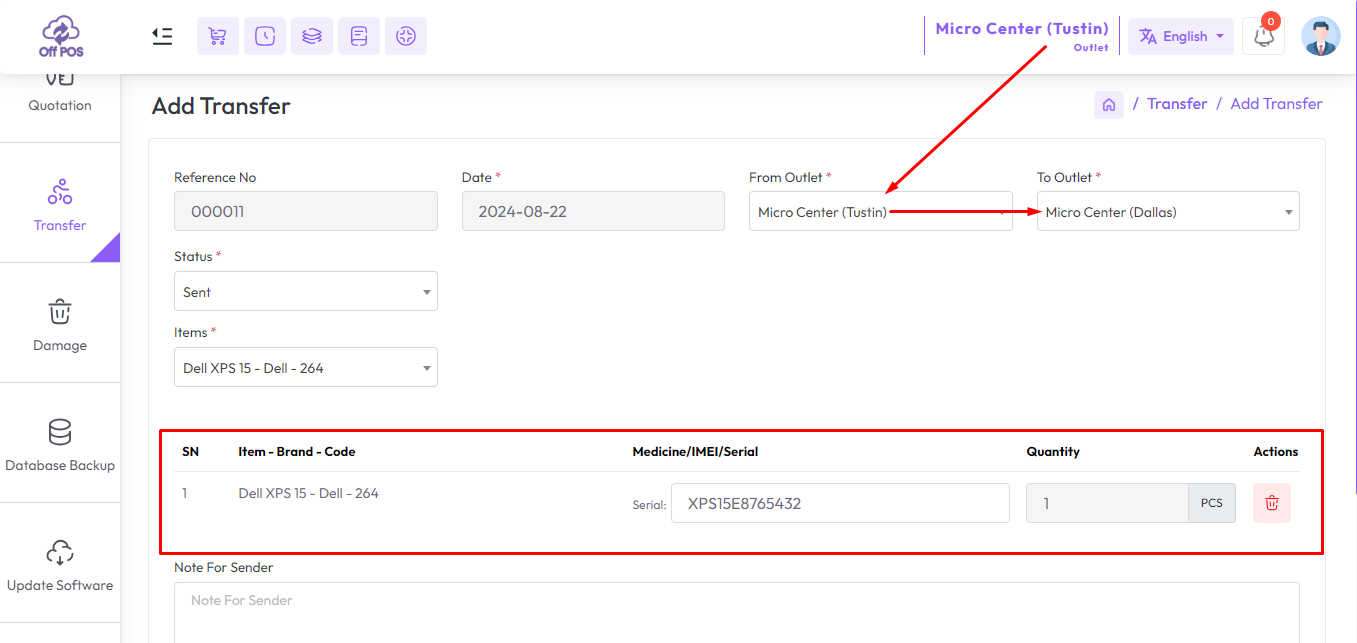 Off POS
Micro Center (Tustin)
Outlet
English
0
Quotation
Transfer
Damage
Database Backup
Update Software
Add Transfer
/ Transfer / Add Transfer
Reference No
000011
Date *
2024-08-22
From Outlet *
Micro Center (Tustin)
To Outlet *
Micro Center (Dallas)
Status *
Sent
Items *
Dell XPS 15 - Dell - 264
SN Item - Brand - Code Medicine/IMEI/Serial Quantity Actions
1 Dell XPS 15 - Dell - 264 Serial: XPS15E8765432 1 PCS
Note For Sender
Note For Sender